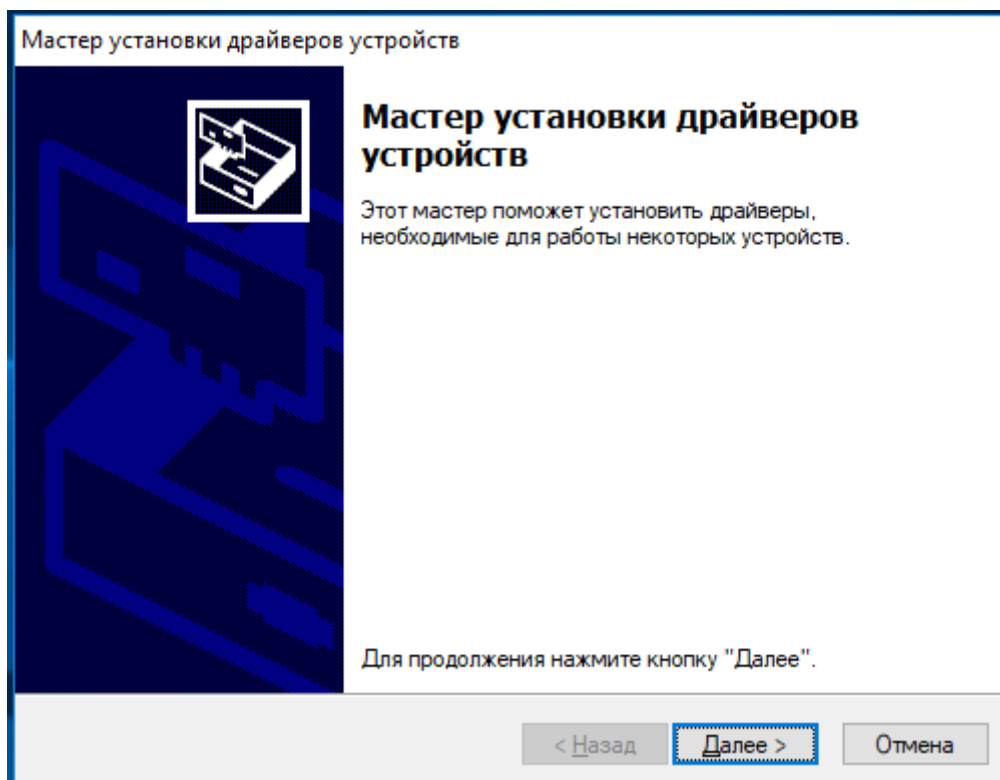 Мастер установки драйверов устройств
Мастер установки драйверов
устройств
Этот мастер поможет установить драйверы,
необходимые для работы некоторых устройств.
Для продолжения нажмите кнопку "Далее".
< Назад
Далее >
Отмена